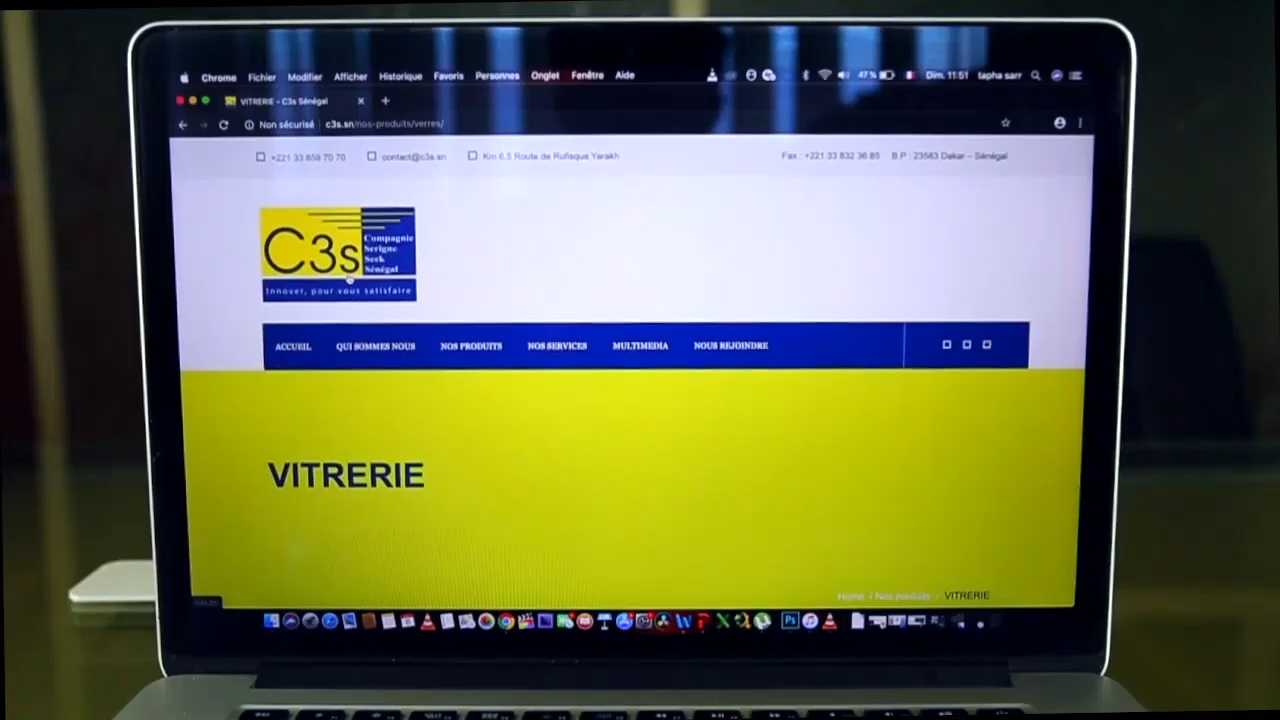 Chrome Fichier Modifier Afficher Historique Favoris Personnes Onglet Fenêtre Aide 47 % Dim. 11:51 tapha sarr
VITRERIE – C3s Sénégal
Non sécurisé c3s.sn/nos-produits/verres/
+221 33 859 70 70 contact@c3s.sn Km 6,5 Route de Rufisque Yarakh Fax : +221 33 832 36 85 B.P : 23563 Dakar – Sénégal
C3s
Compagnie
Serigne
Seck
Sénégal
Innover, pour vous satisfaire
ACCUEIL QUI SOMMES NOUS NOS PRODUITS NOS SERVICES MULTIMEDIA NOUS REJOINDRE
VITRERIE
Home / Nos produits / VITRERIE
Ps